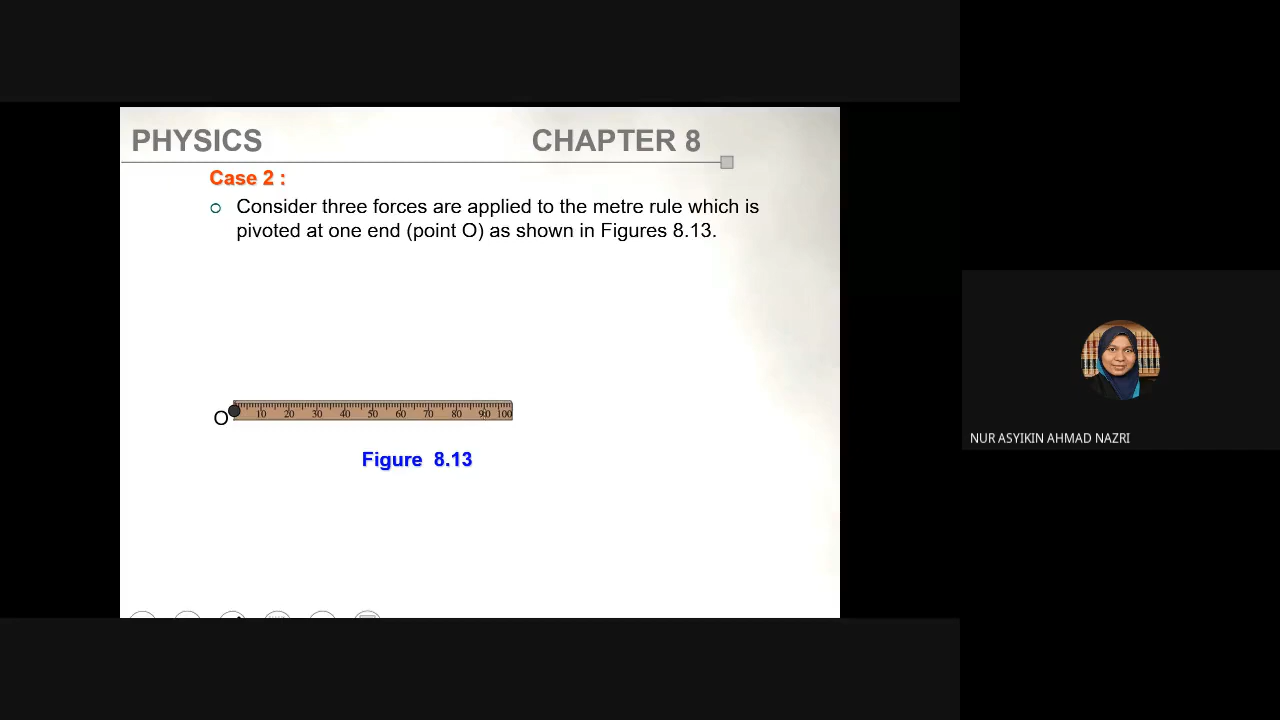 PHYSICS CHAPTER 8
Case 2 :
Consider three forces are applied to the metre rule which is
pivoted at one end (point O) as shown in Figures 8.13.
O
10 20 30 40 50 60 70 80 90 100
Figure 8.13
NUR ASYIKIN AHMAD NAZRI